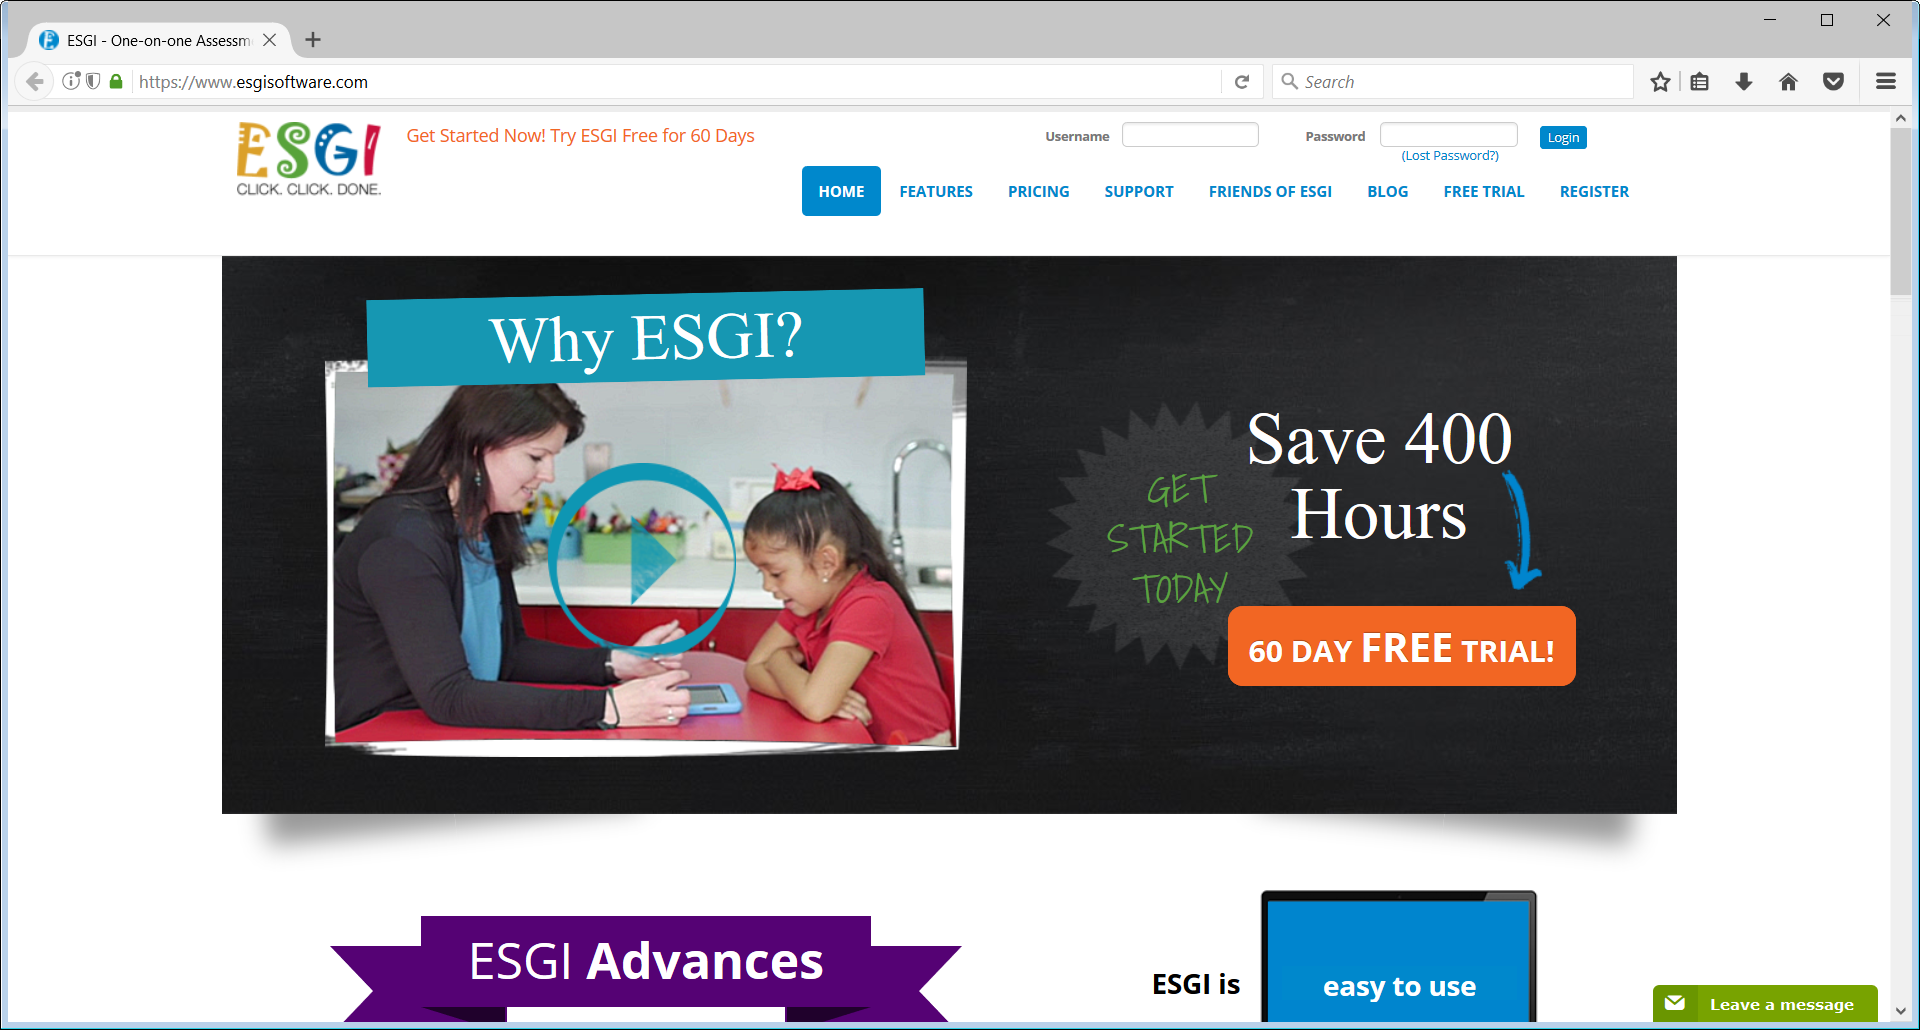 ESGI - One-on-one Assessm
https://www.esgisoftware.com
Search
ESGI
CLICK. CLICK. DONE.
Get Started Now! Try ESGI Free for 60 Days
Username
Password
Login
(Lost Password?)
HOME
FEATURES
PRICING
SUPPORT
FRIENDS OF ESGI
BLOG
FREE TRIAL
REGISTER
Why ESGI?
GET
STARTED
TODAY
Save 400
Hours
60 DAY FREE TRIAL!
ESGI Advances
ESGI is
easy to use
Leave a message